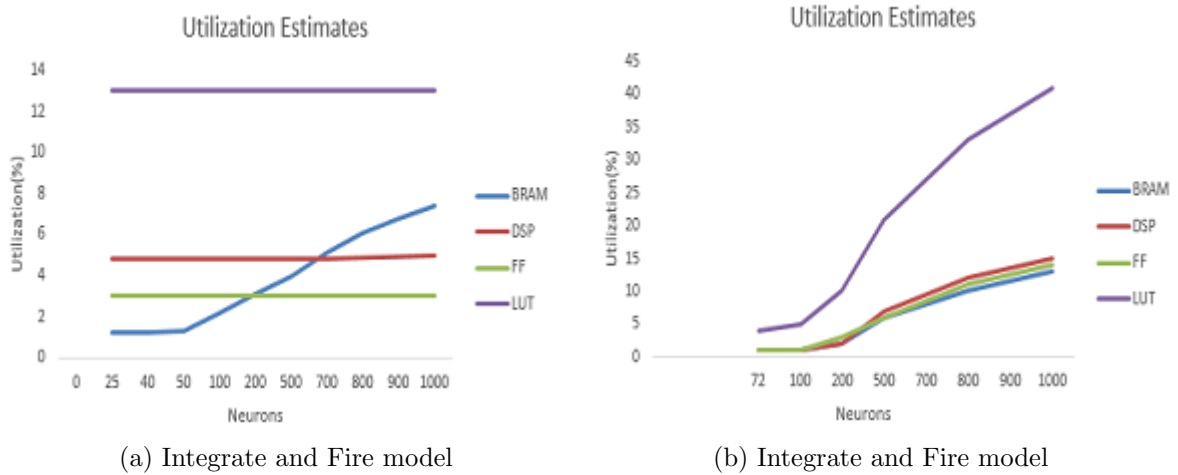 Utilization Estimates
14
12
10
8
6
4
2
0
Utilization(%)
0 25 40 50 100 200 500 700 800 900 1000
Neurons
BRAM
DSP
FF
LUT
(a) Integrate and Fire model
Utilization Estimates
45
40
35
30
25
20
15
10
5
0
Utilization(%)
72 100 200 500 700 800 900 1000
Neurons
BRAM
DSP
FF
LUT
(b) Integrate and Fire model